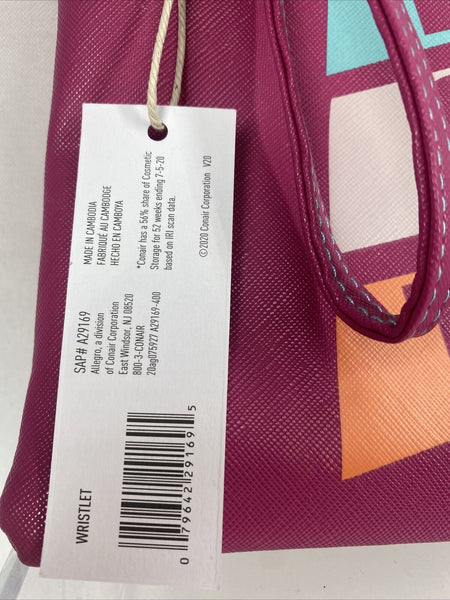 WRISTLET
0 79642 29169 5
SAP# A29169
Allegro, a division
of Conair Corporation
East Windsor, NJ 08520
800-3-CONAIR
20ag075927 A29169-400
MADE IN CAMBODIA
FABRIQUÉ AU CAMBODGE
HECHO EN CAMBOYA
*Conair has a 56% share of Cosmetic
Storage for 52 weeks ending 7-5-20
based on IRI scan data.
©2020 Conair Corporation V20